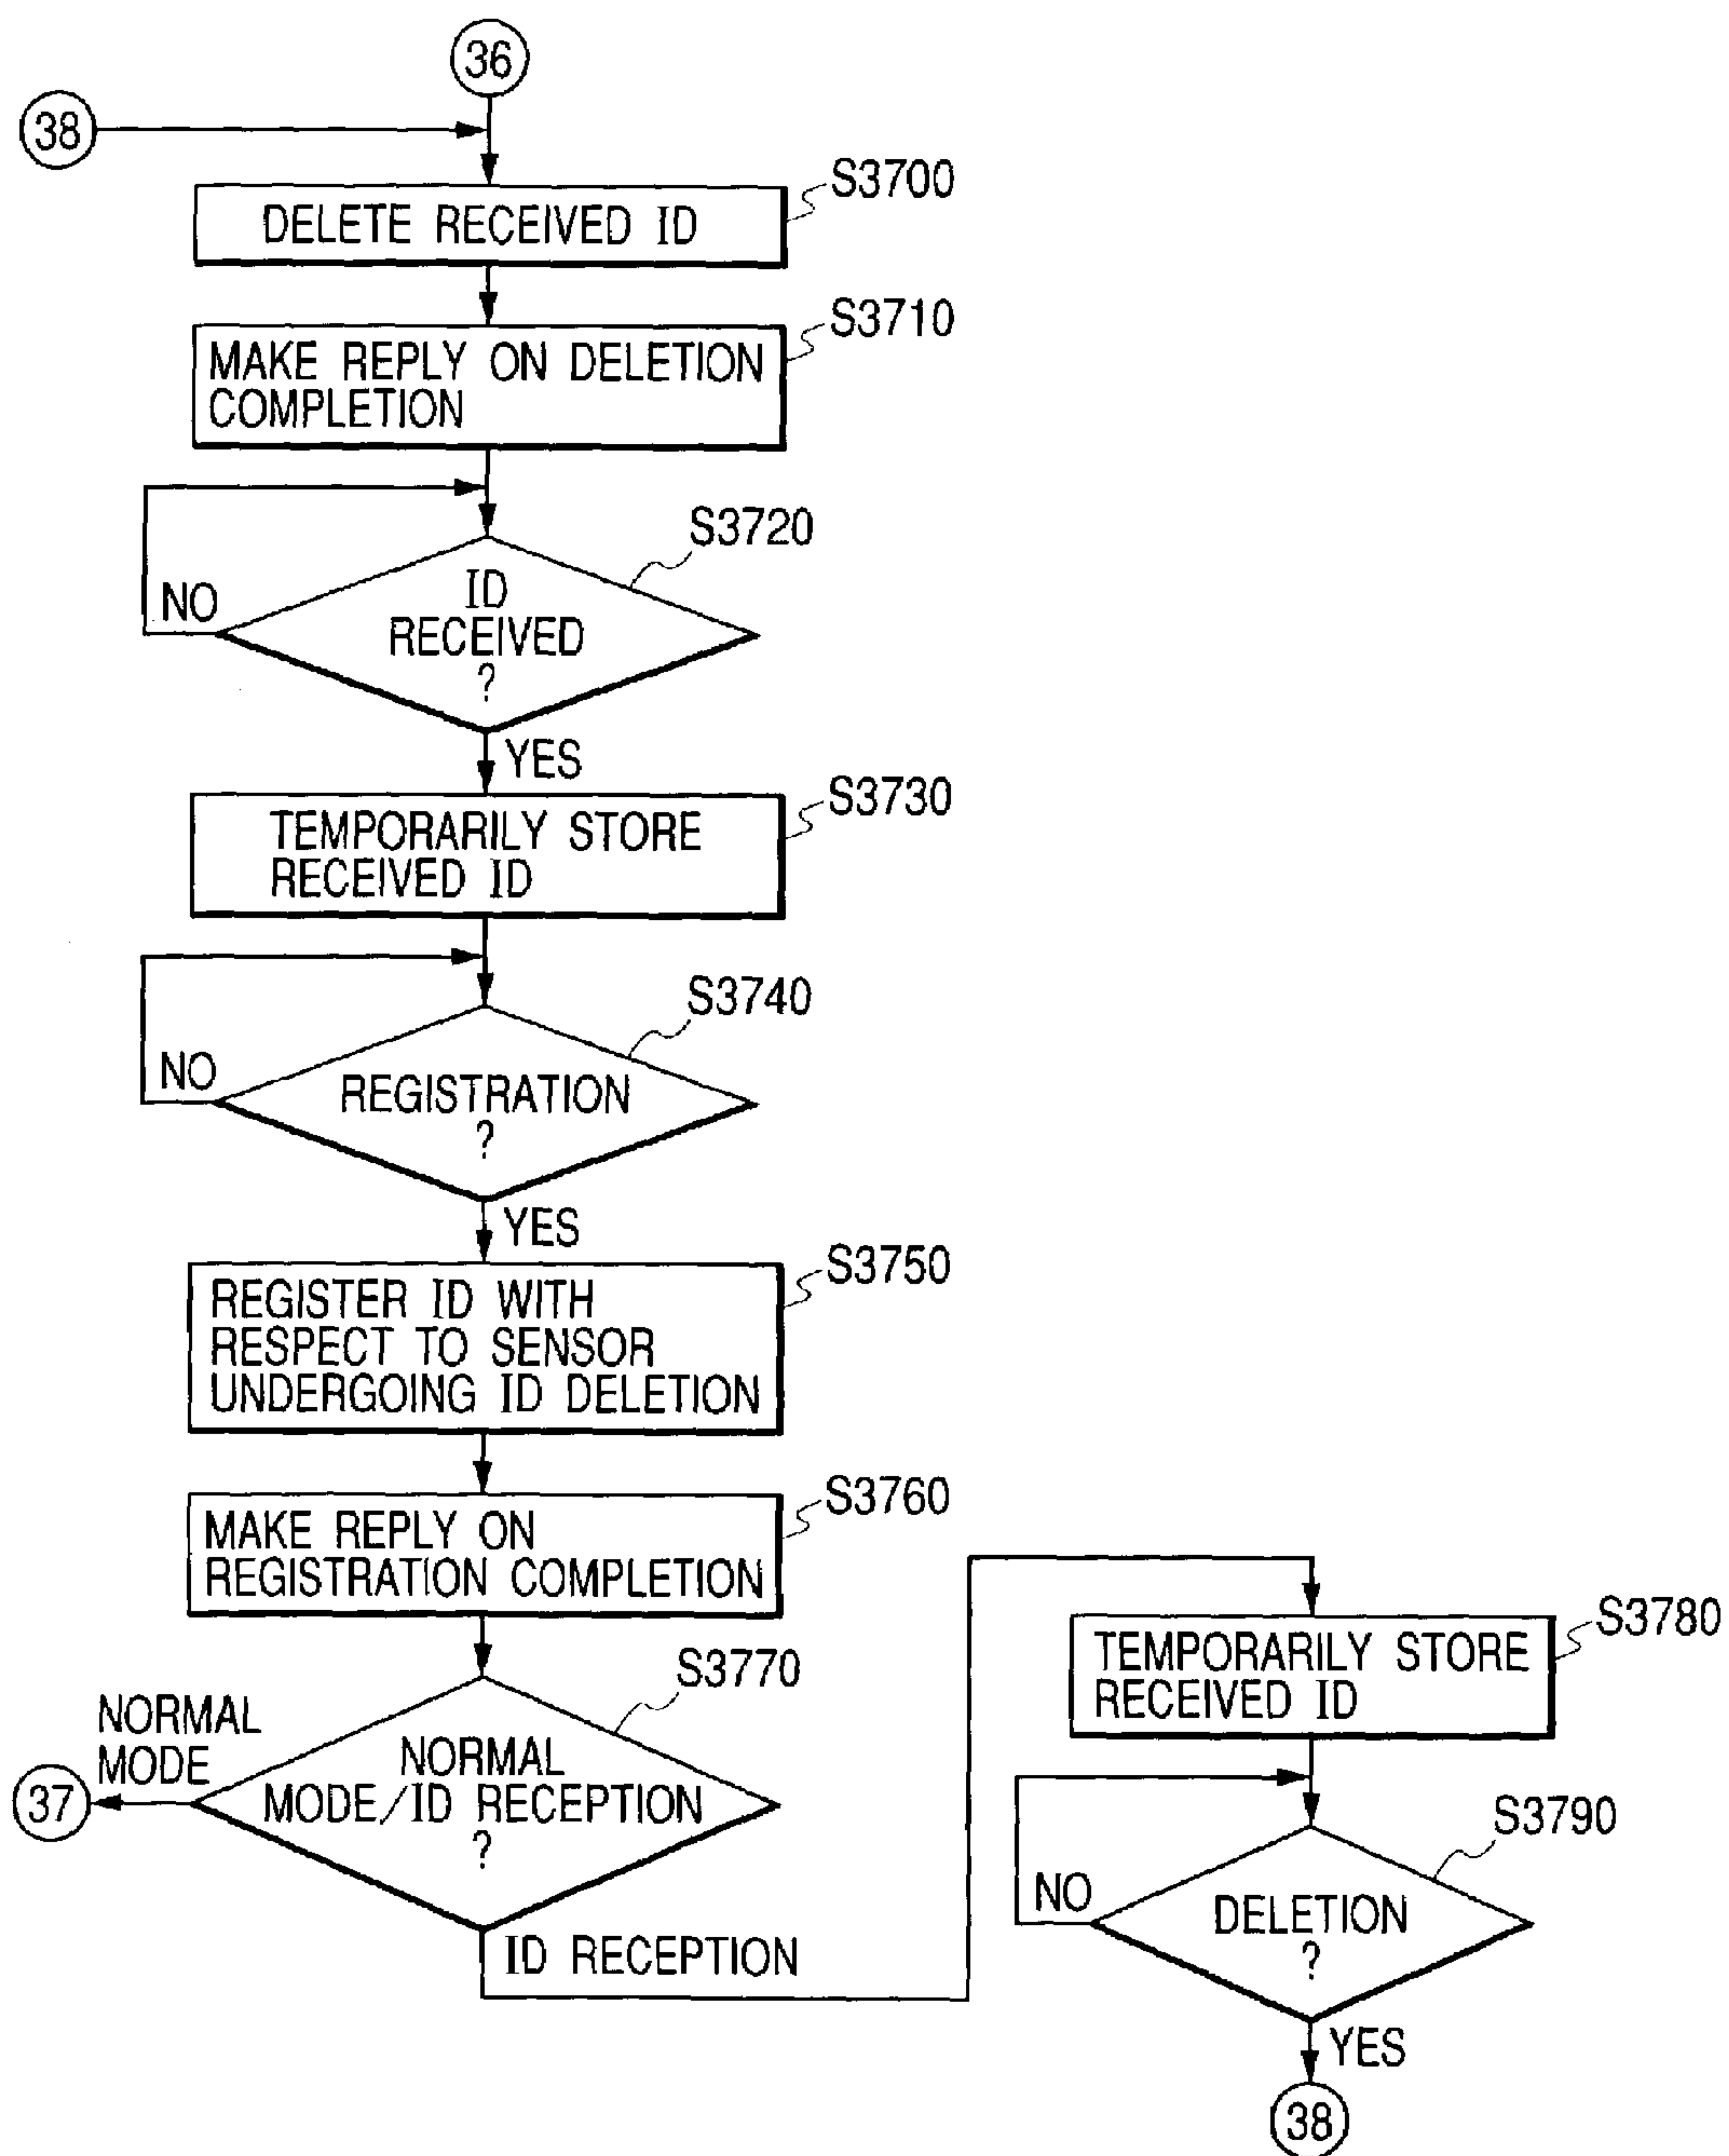 36
38
S3700
DELETE RECEIVED ID
S3710
MAKE REPLY ON DELETION
COMPLETION
S3720
ID
RECEIVED
?
NO
YES
S3730
TEMPORARILY STORE
RECEIVED ID
S3740
REGISTRATION
?
NO
YES
S3750
REGISTER ID WITH
RESPECT TO SENSOR
UNDERGOING ID DELETION
S3760
MAKE REPLY ON
REGISTRATION COMPLETION
S3770
NORMAL
MODE/ID RECEPTION
?
NORMAL
MODE
37
ID RECEPTION
S3780
TEMPORARILY STORE
RECEIVED ID
S3790
DELETION
?
NO
YES
38